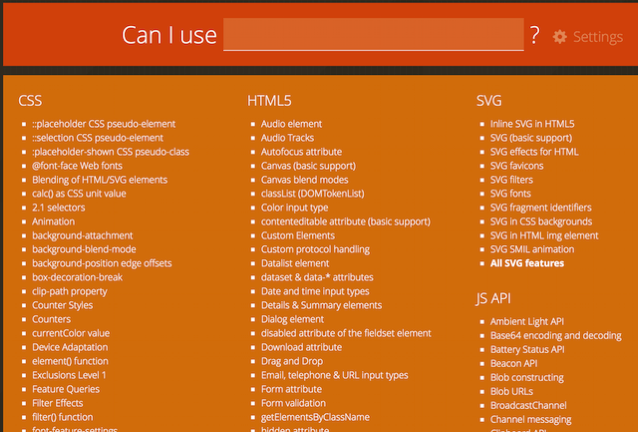 Can I use ? Settings
CSS
::placeholder CSS pseudo-element
::selection CSS pseudo-element
:placeholder-shown CSS pseudo-class
@font-face Web fonts
Blending of HTML/SVG elements
calc() as CSS unit value
2.1 selectors
Animation
background-attachment
background-blend-mode
background-position edge offsets
box-decoration-break
clip-path property
Counter Styles
Counters
currentColor value
Device Adaptation
element() function
Exclusions Level 1
Feature Queries
Filter Effects
filter() function
font-feature-settings
HTML5
Audio element
Audio Tracks
Autofocus attribute
Canvas (basic support)
Canvas blend modes
classList (DOMTokenList)
Color input type
contenteditable attribute (basic support)
Custom Elements
Custom protocol handling
Datalist element
dataset & data-* attributes
Date and time input types
Details & Summary elements
Dialog element
disabled attribute of the fieldset element
Download attribute
Drag and Drop
Email, telephone & URL input types
Form attribute
Form validation
getElementsByClassName
hidden attribute
SVG
Inline SVG in HTML5
SVG (basic support)
SVG effects for HTML
SVG favicons
SVG filters
SVG fonts
SVG fragment identifiers
SVG in CSS backgrounds
SVG in HTML img element
SVG SMIL animation
All SVG features
JS API
Ambient Light API
Base64 encoding and decoding
Battery Status API
Beacon API
Blob constructing
Blob URLs
BroadcastChannel
Channel messaging
Clipboard API